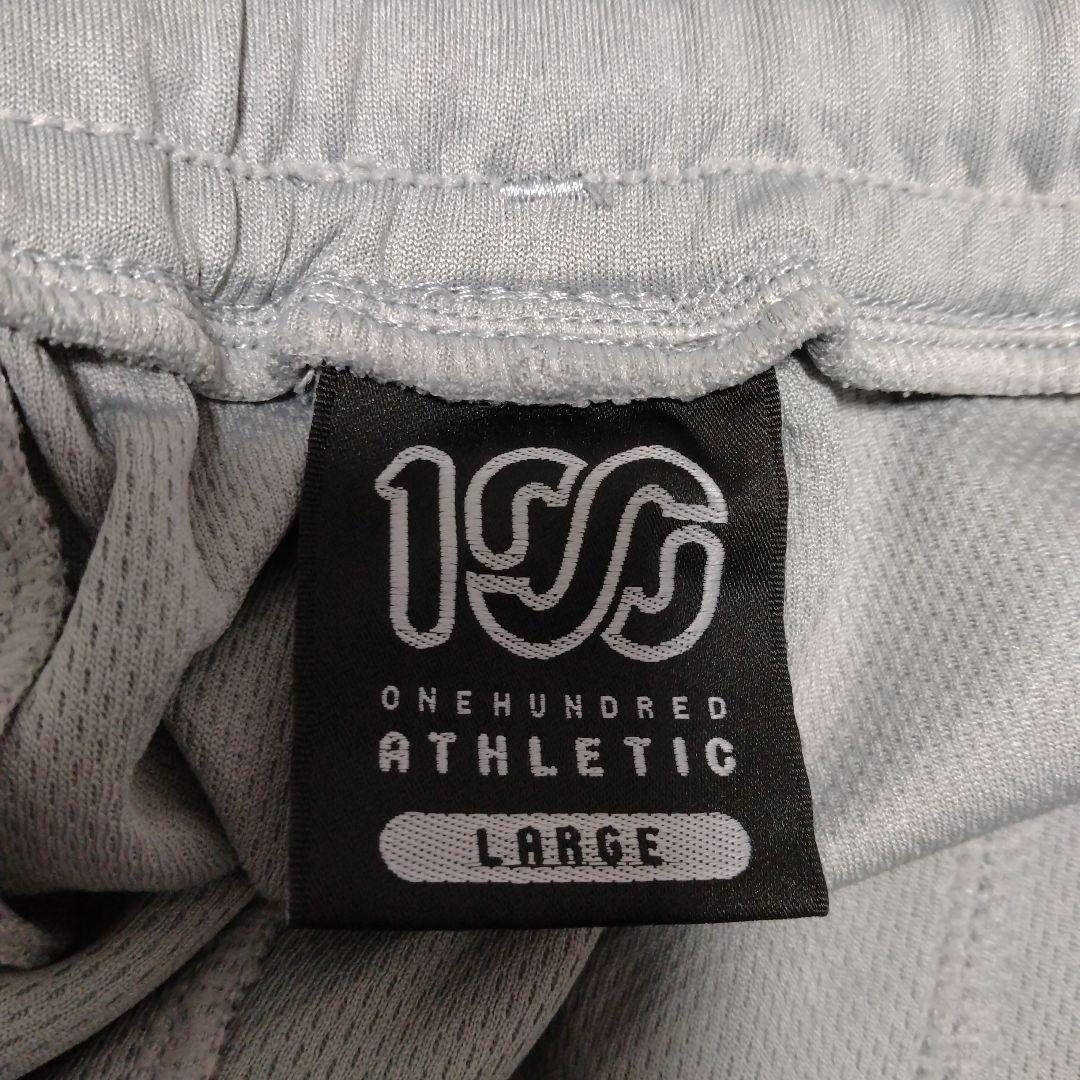 100
ONEHUNDRED
ATHLETIC
LARGE